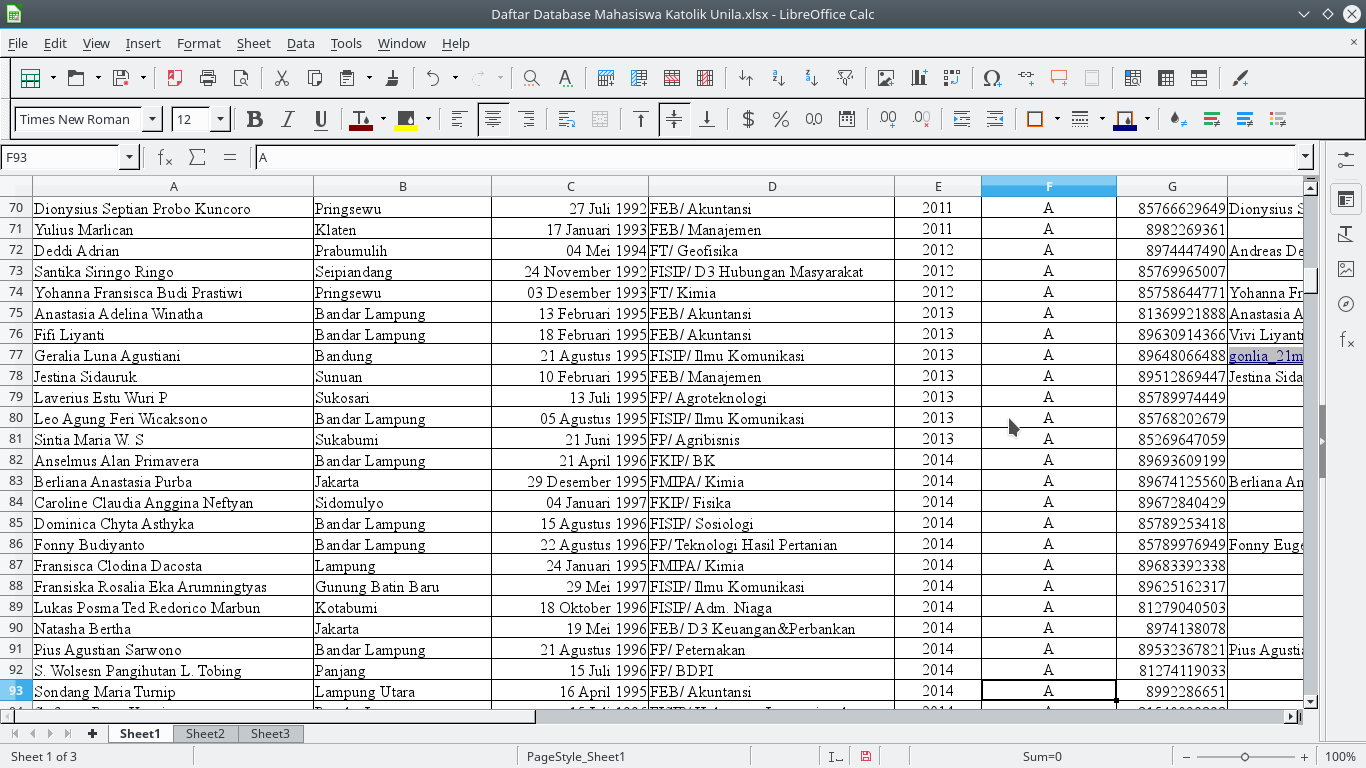 Daftar Database Mahasiswa Katolik Unila.xlsx - LibreOffice Calc
File Edit View Insert Format Sheet Data Tools Window Help
Times New Roman 12
F93 A
A B C D E F G
70 Dionysius Septian Probo Kuncoro Pringsewu 27 Juli 1992 FEB/ Akuntansi 2011 A 85766629649 Dionysius S
71 Yulius Marlican Klaten 17 Januari 1993 FEB/ Manajemen 2011 A 8982269361
72 Deddi Adrian Prabumulih 04 Mei 1994 FT/ Geofisika 2012 A 8974447490 Andreas De
73 Santika Siringo Ringo Seipiandang 24 November 1992 FISIP/ D3 Hubungan Masyarakat 2012 A 85769965007
74 Yohanna Fransisca Budi Prastiwi Pringsewu 03 Desember 1993 FT/ Kimia 2012 A 85758644771 Yohanna Fr
75 Anastasia Adelina Winatha Bandar Lampung 13 Februari 1995 FEB/ Akuntansi 2013 A 81369921888 Anastasia A
76 Fifi Liyanti Bandar Lampung 18 Februari 1995 FEB/ Akuntansi 2013 A 89630914366 Vivi Liyanti
77 Geralia Luna Agustiani Bandung 21 Agustus 1995 FISIP/ Ilmu Komunikasi 2013 A 89648066488 gonlia_21m
78 Jestina Sidauruk Sunuan 10 Februari 1995 FEB/ Manajemen 2013 A 89512869447 Jestina Sida
79 Laverius Estu Wuri P Sukosari 13 Juli 1995 FP/ Agroteknologi 2013 A 85789974449
80 Leo Agung Feri Wicaksono Bandar Lampung 05 Agustus 1995 FISIP/ Ilmu Komunikasi 2013 A 85768202679
81 Sintia Maria W. S Sukabumi 21 Juni 1995 FP/ Agribisnis 2013 A 85269647059
82 Anselmus Alan Primavera Bandar Lampung 21 April 1996 FKIP/ BK 2014 A 89693609199
83 Berliana Anastasia Purba Jakarta 29 Desember 1995 FMIPA/ Kimia 2014 A 89674125560 Berliana An
84 Caroline Claudia Anggina Neftyan Sidomulyo 04 Januari 1997 FKIP/ Fisika 2014 A 89672840429
85 Dominica Chyta Asthyka Bandar Lampung 15 Agustus 1996 FISIP/ Sosiologi 2014 A 85789253418
86 Fonny Budiyanto Bandar Lampung 22 Agustus 1996 FP/ Teknologi Hasil Pertanian 2014 A 85789976949 Fonny Euge
87 Fransisca Clodina Dacosta Lampung 24 Januari 1995 FMIPA/ Kimia 2014 A 89683392338
88 Fransiska Rosalia Eka Arumningtyas Gunung Batin Baru 29 Mei 1997 FISIP/ Ilmu Komunikasi 2014 A 89625162317
89 Lukas Posma Ted Redorico Marbun Kotabumi 18 Oktober 1996 FISIP/ Adm. Niaga 2014 A 81279040503
90 Natasha Bertha Jakarta 19 Mei 1996 FEB/ D3 Keuangan&Perbankan 2014 A 8974138078
91 Pius Agustian Sarwono Bandar Lampung 21 Agustus 1996 FP/ Peternakan 2014 A 89532367821 Pius Agusti
92 S. Wolsesn Pangihutan L. Tobing Panjang 15 Juli 1996 FP/ BDPI 2014 A 81274119033
93 Sondang Maria Turnip Lampung Utara 16 April 1995 FEB/ Akuntansi 2014 A 8992286651
Sheet1 Sheet2 Sheet3
Sheet 1 of 3 PageStyle_Sheet1 Sum=0 100%